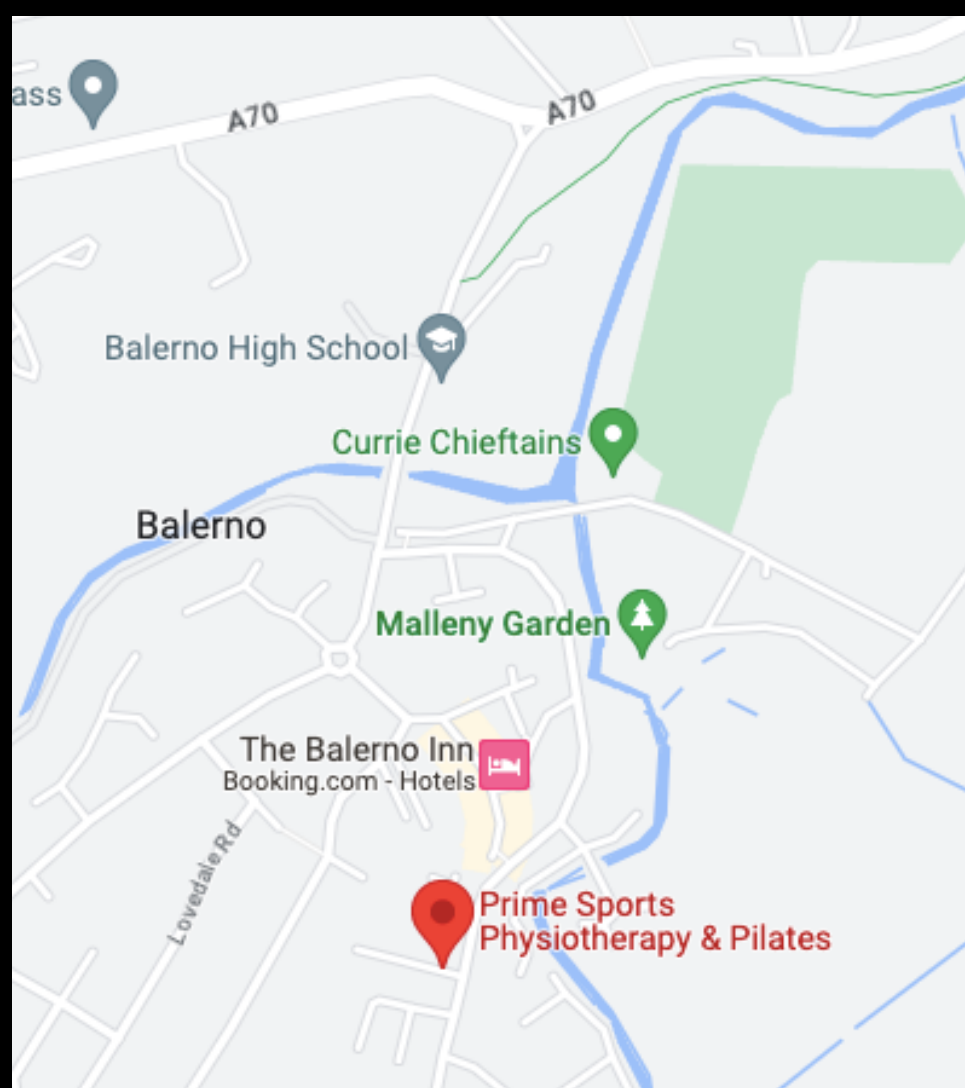 ass
A70
A70
Balerno High School
Currie Chieftains
Balerno
Malleny Garden
The Balerno Inn
Booking.com - Hotels
Lovedale Rd
Prime Sports
Physiotherapy & Pilates